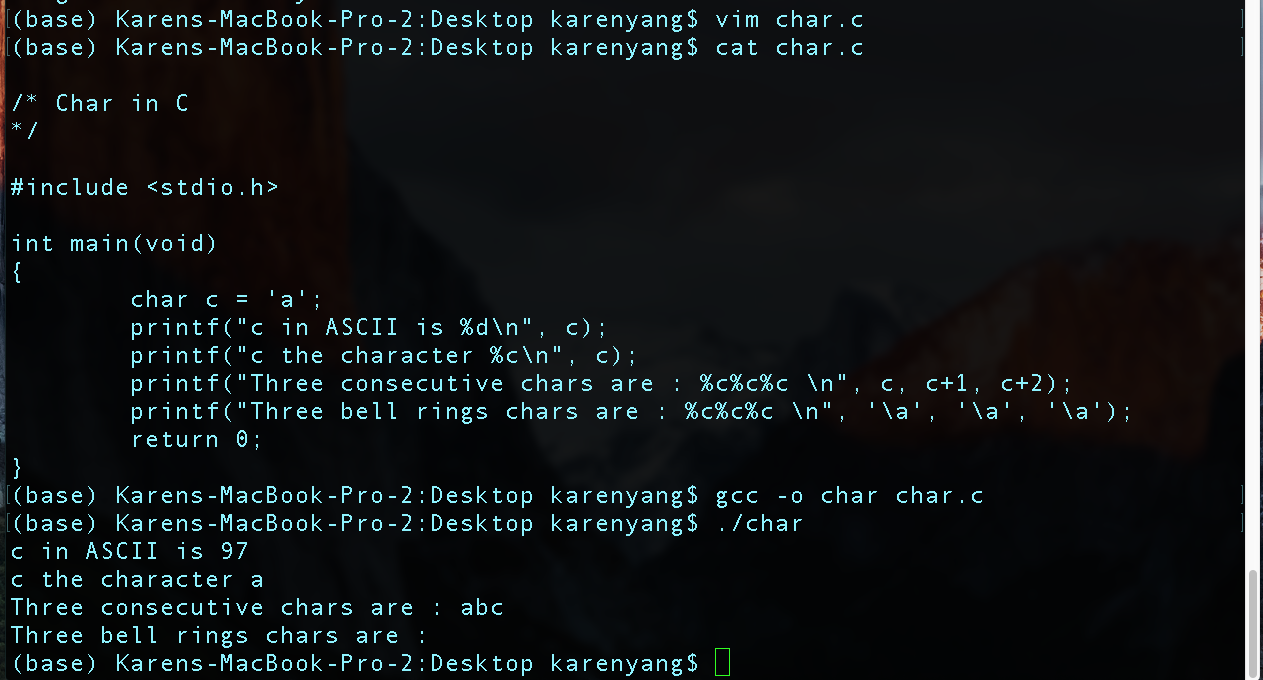 [(base) Karens-MacBook-Pro-2:Desktop karenyang$ vim char.c ]
[(base) Karens-MacBook-Pro-2:Desktop karenyang$ cat char.c ]
/* Char in C
*/
#include <stdio.h>
int main(void)
{
        char c = 'a';
        printf("c in ASCII is %d\n", c);
        printf("c the character %c\n", c);
        printf("Three consecutive chars are : %c%c%c \n", c, c+1, c+2);
        printf("Three bell rings chars are : %c%c%c \n", '\a', '\a', '\a');
        return 0;
}
[(base) Karens-MacBook-Pro-2:Desktop karenyang$ gcc -o char char.c ]
[(base) Karens-MacBook-Pro-2:Desktop karenyang$ ./char ]
c in ASCII is 97
c the character a
Three consecutive chars are : abc
Three bell rings chars are :
(base) Karens-MacBook-Pro-2:Desktop karenyang$